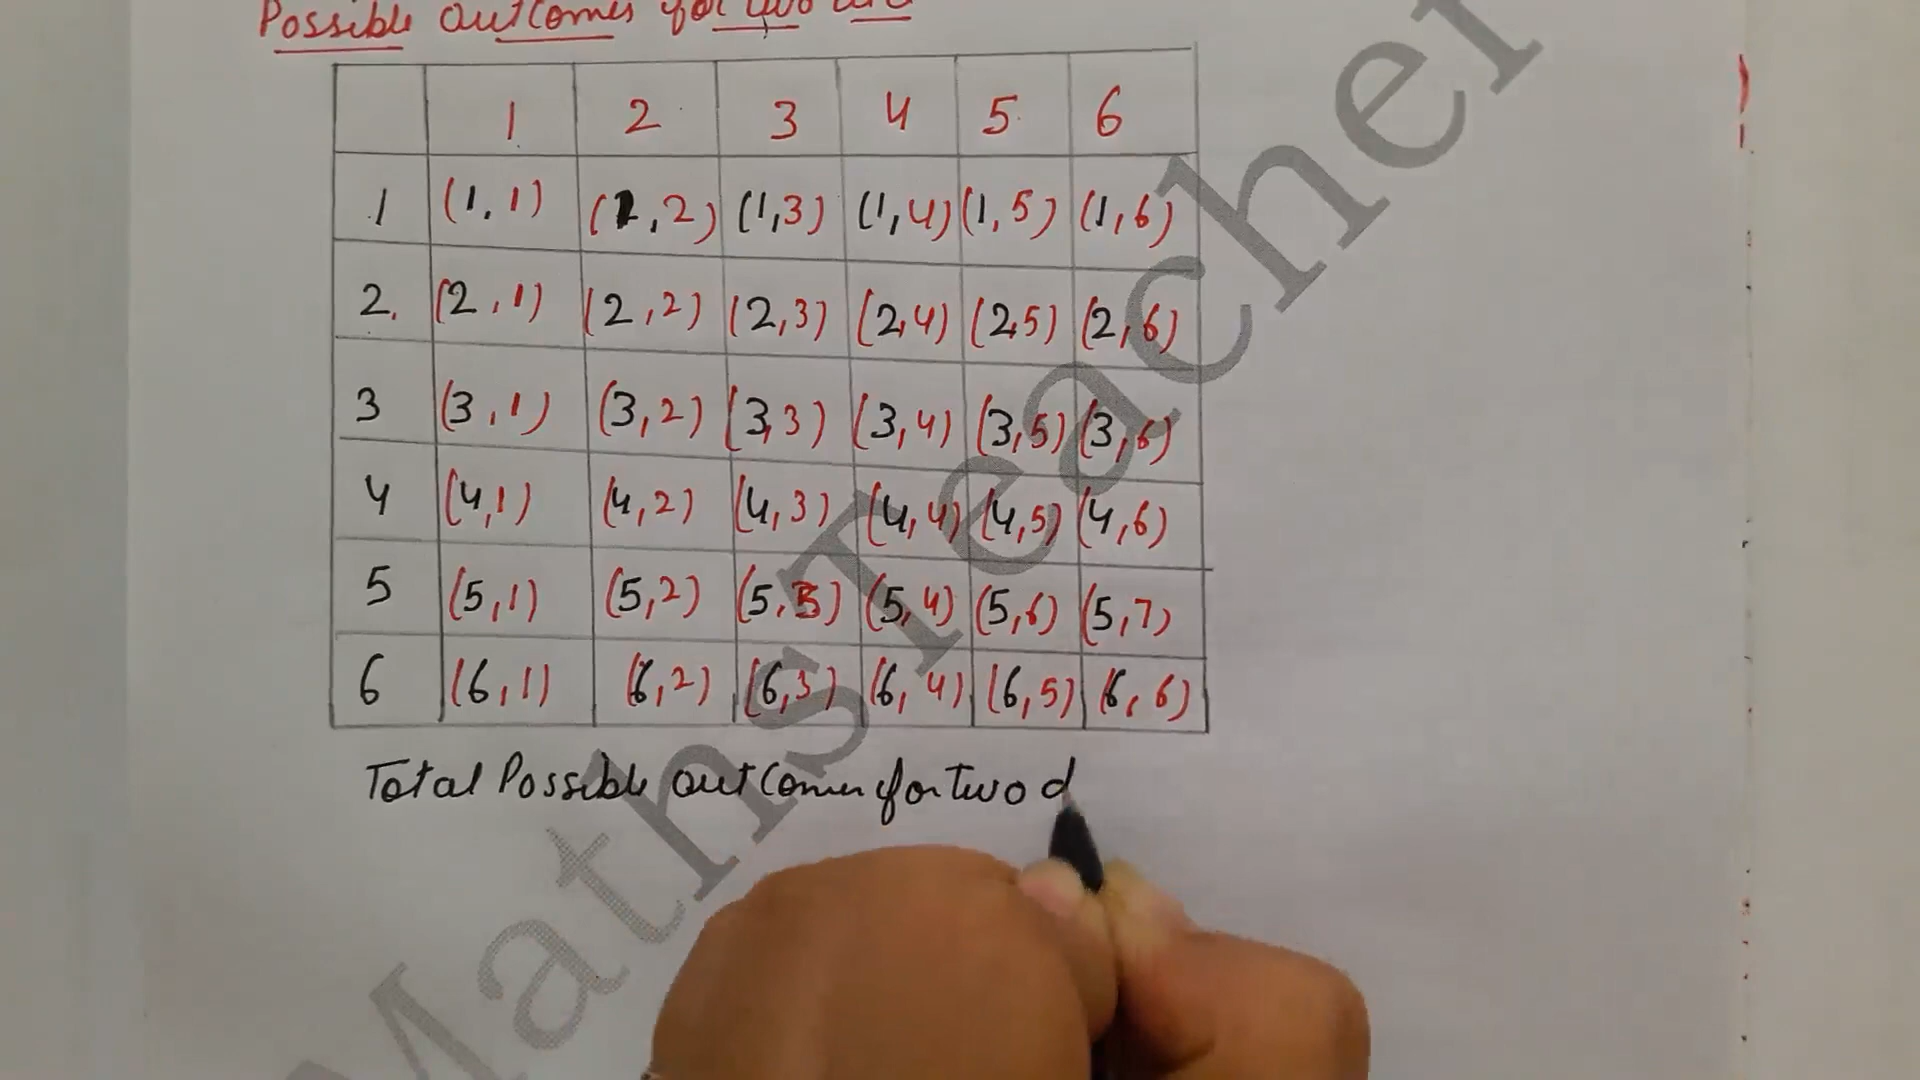 Possible outcomes for two
1 2 3 4 5 6
1 (1, 1) (1, 2) (1, 3) (1, 4) (1, 5) (1, 6)
2. (2, 1) (2, 2) (2, 3) (2, 4) (2,5) (2, 6)
3 (3, 1) (3, 2) (3, 3) (3, 4) (3, 5) (3, 6)
4 (4, 1) (4, 2) (4, 3) (4, 4) (4, 5) (4, 6)
5 (5, 1) (5, 2) (5, 3) (5, 4) (5, 6) (5, 7)
6 (6, 1) (6, 2) (6, 3) (6, 4) (6, 5) (6, 6)
Total Possible outcomes for Two d
Maths Teacher